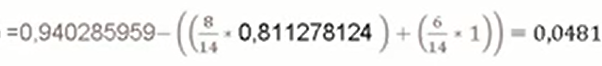 =0,940285959−((8/14 * 0,811278124 ) + (6/14 * 1)) = 0,0481